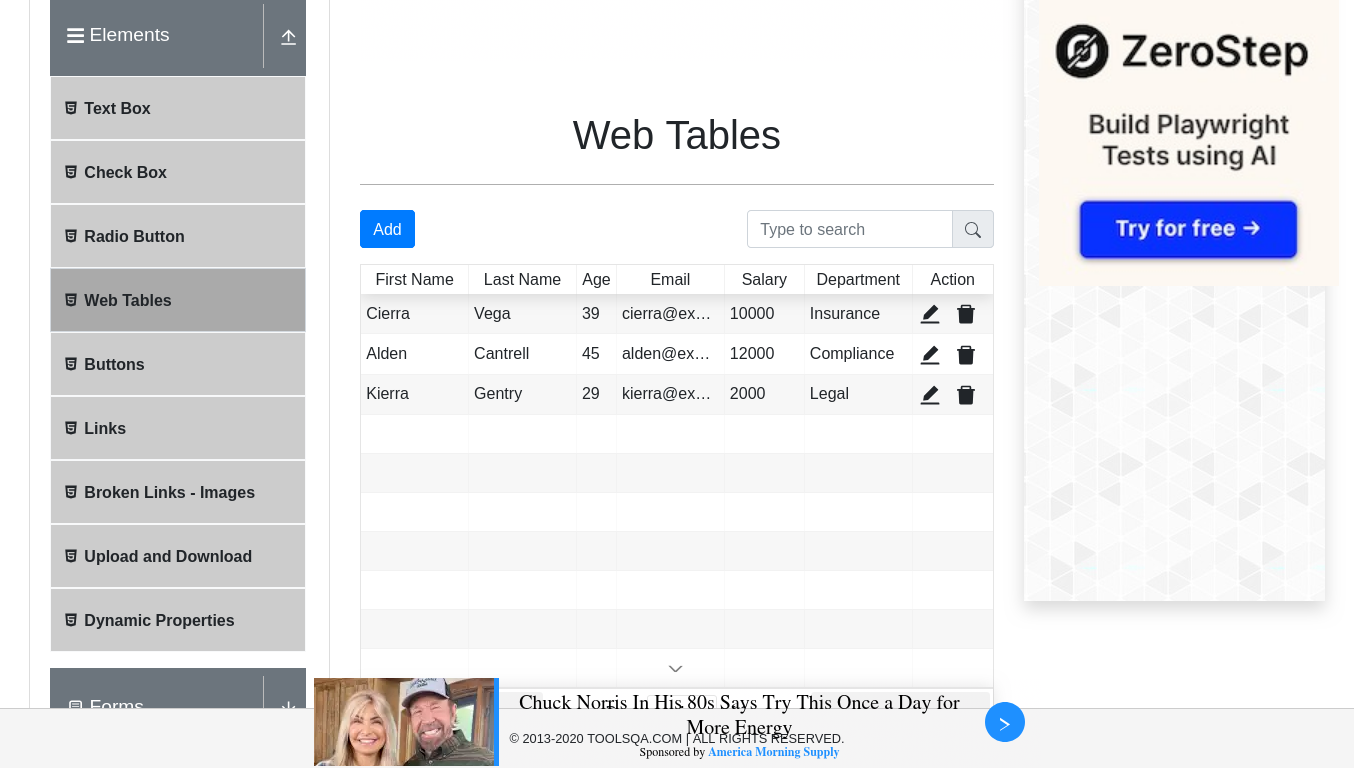 Elements
Text Box
Check Box
Radio Button
Web Tables
Buttons
Links
Broken Links - Images
Upload and Download
Dynamic Properties
Forms
Web Tables
Add
Type to search
First Name Last Name Age Email Salary Department Action
Cierra Vega 39 cierra@ex… 10000 Insurance
Alden Cantrell 45 alden@ex… 12000 Compliance
Kierra Gentry 29 kierra@ex… 2000 Legal
ZeroStep
Build Playwright
Tests using AI
Try for free →
Chuck Norris In His 80s Says Try This Once a Day for
More Energy
© 2013-2020 TOOLSQA.COM | ALL RIGHTS RESERVED.
Sponsored by America Morning Supply